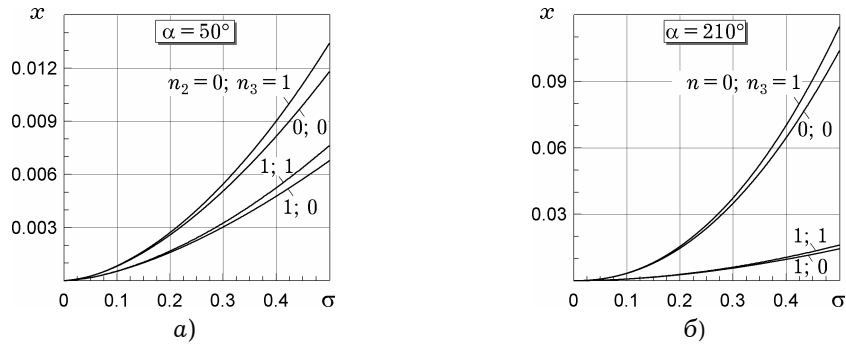 x
α = 50°
0.012
n₂ = 0; n₃ = 1
0.009
0; 0
0.006
1; 1
1; 0
0.003
0 0.1 0.2 0.3 0.4 σ
а)
x
α = 210°
0.09
n = 0; n₃ = 1
0; 0
0.06
0.03
1; 1
1; 0
0 0.1 0.2 0.3 0.4 σ
б)